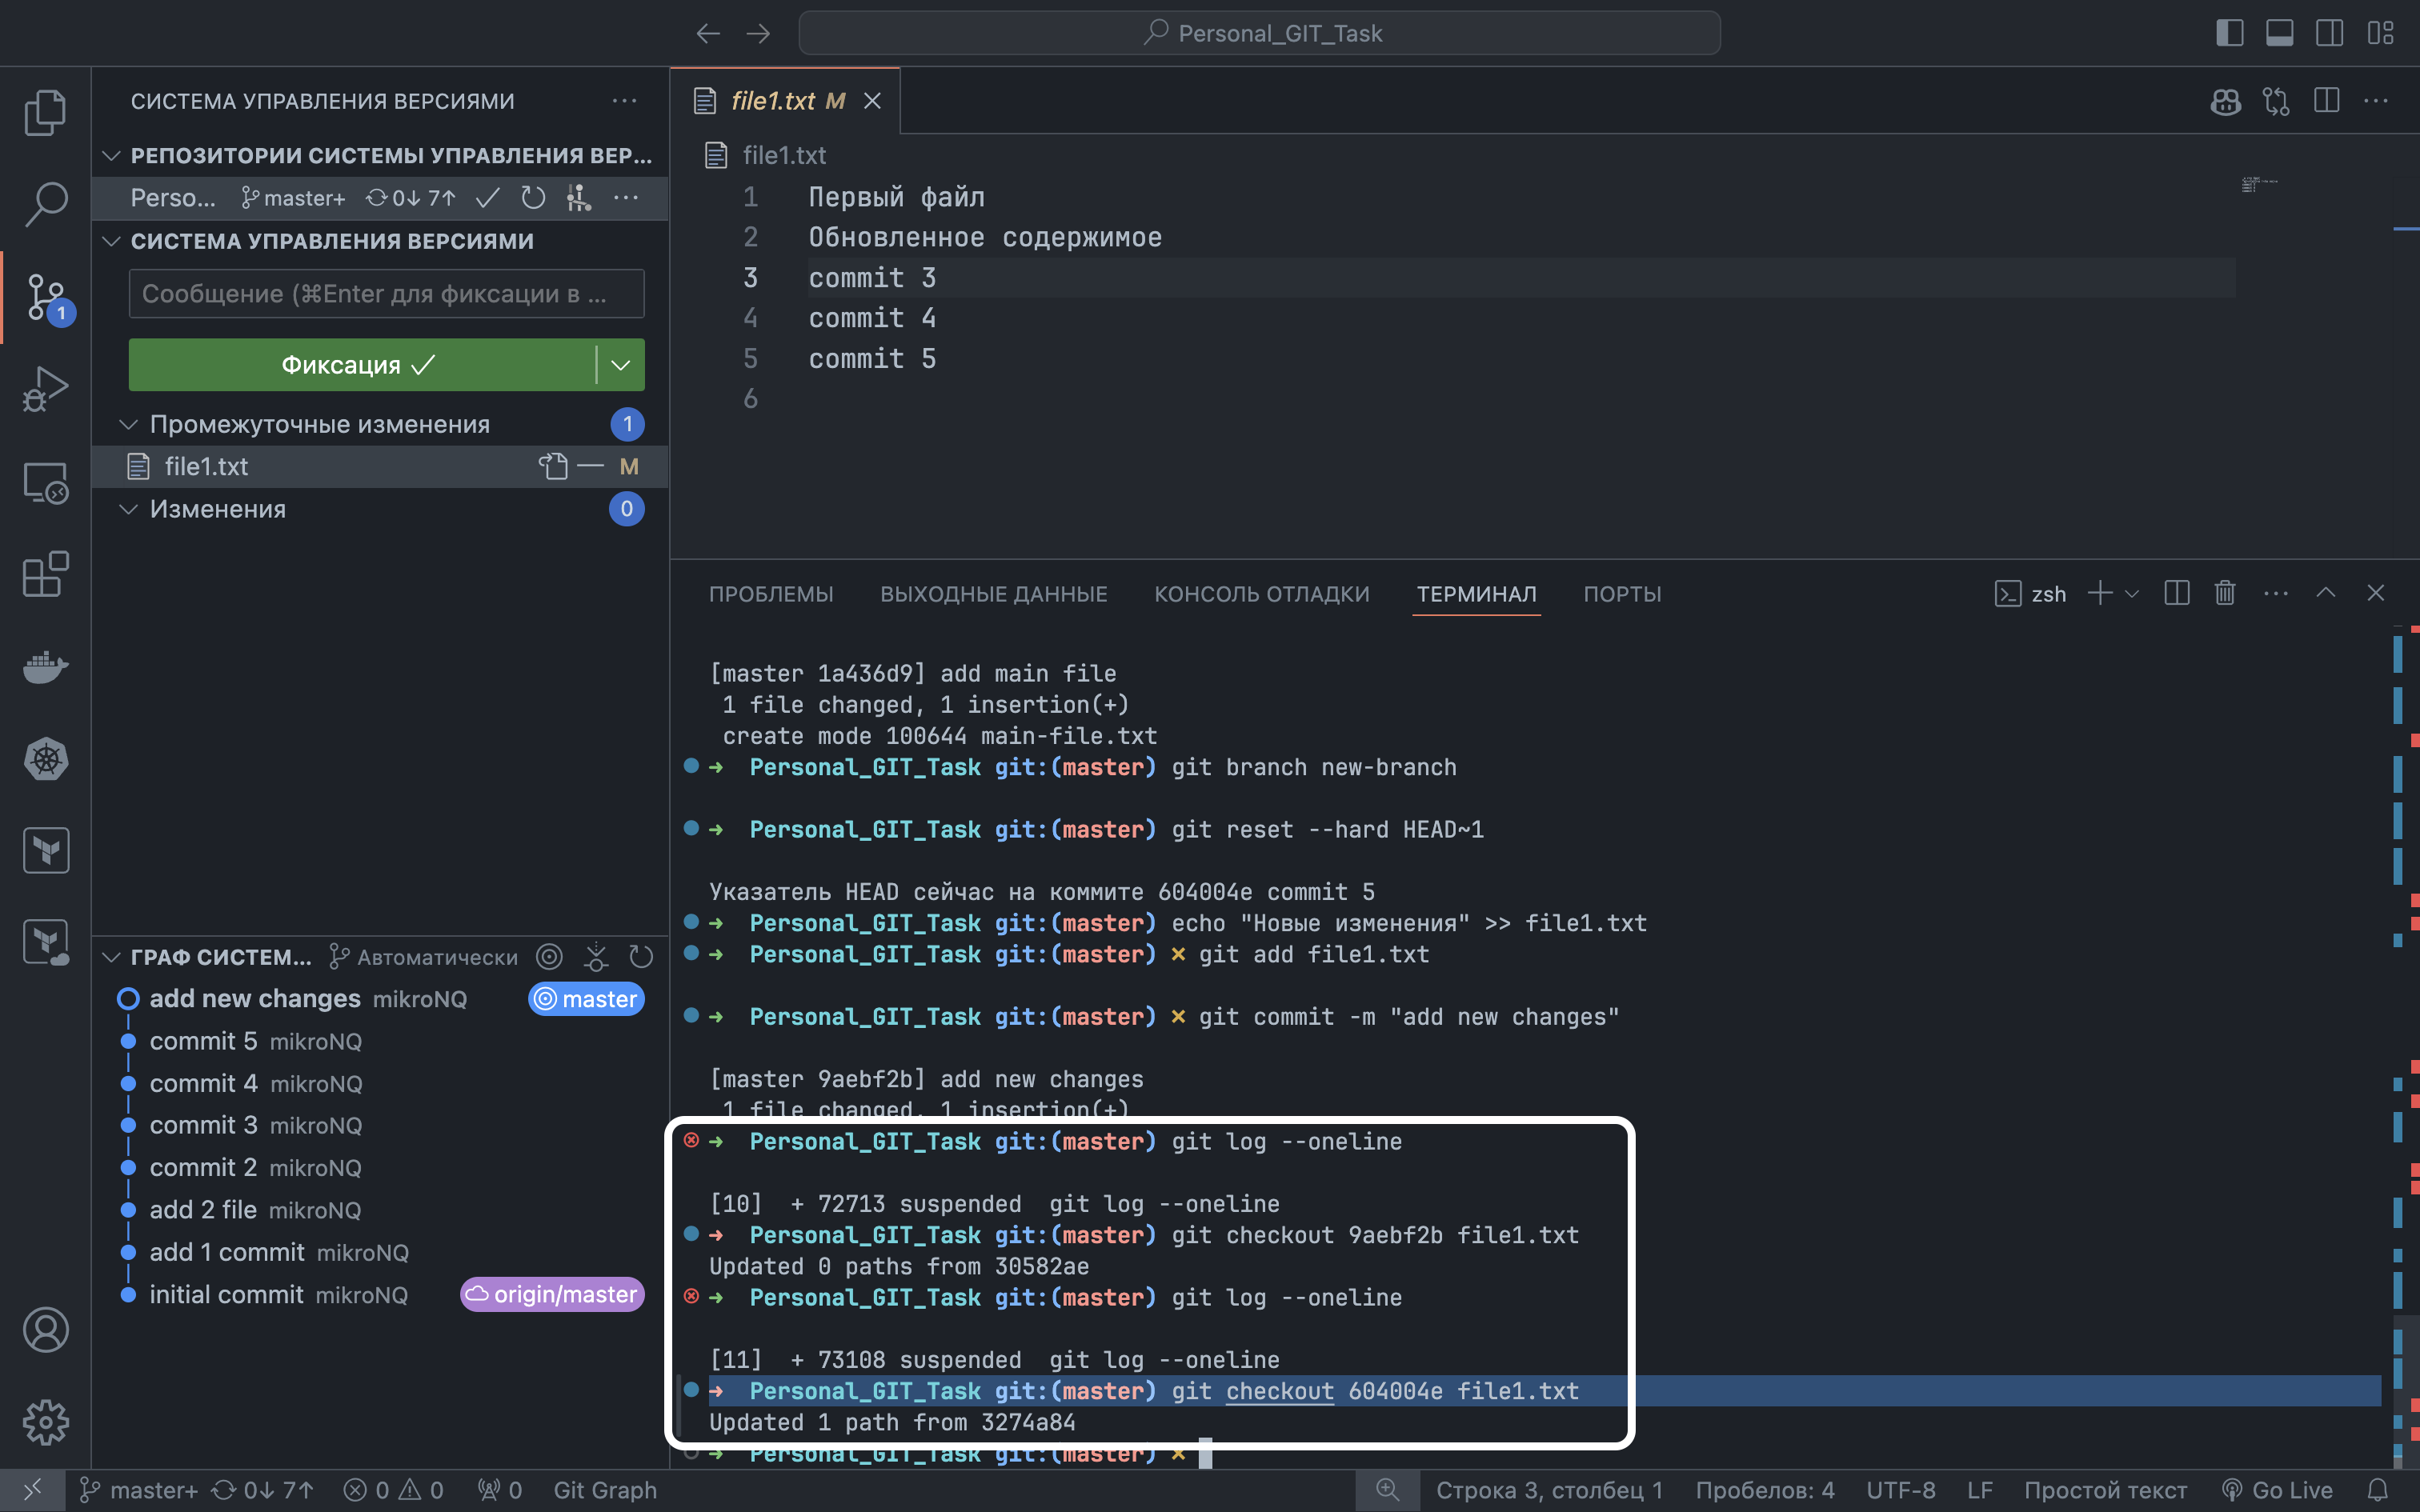 Personal_GIT_Task
СИСТЕМА УПРАВЛЕНИЯ ВЕРСИЯМИ
РЕПОЗИТОРИИ СИСТЕМЫ УПРАВЛЕНИЯ ВЕР...
Perso... master+ 0↓ 7↑
СИСТЕМА УПРАВЛЕНИЯ ВЕРСИЯМИ
Сообщение (⌘Enter для фиксации в ...
Фиксация
Промежуточные изменения 1
file1.txt M
Изменения 0
1
ГРАФ СИСТЕМ... Автоматически
add new changes mikroNQ master
commit 5 mikroNQ
commit 4 mikroNQ
commit 3 mikroNQ
commit 2 mikroNQ
add 2 file mikroNQ
add 1 commit mikroNQ
initial commit mikroNQ origin/master
file1.txt M
file1.txt
1 Первый файл
2 Обновленное содержимое
3 commit 3
4 commit 4
5 commit 5
6
ПРОБЛЕМЫ ВЫХОДНЫЕ ДАННЫЕ КОНСОЛЬ ОТЛАДКИ ТЕРМИНАЛ ПОРТЫ zsh
[master 1a436d9] add main file
1 file changed, 1 insertion(+)
create mode 100644 main-file.txt
➜ Personal_GIT_Task git:(master) git branch new-branch
➜ Personal_GIT_Task git:(master) git reset --hard HEAD~1
Указатель HEAD сейчас на коммите 604004e commit 5
➜ Personal_GIT_Task git:(master) echo "Новые изменения" >> file1.txt
➜ Personal_GIT_Task git:(master) ✗ git add file1.txt
➜ Personal_GIT_Task git:(master) ✗ git commit -m "add new changes"
[master 9aebf2b] add new changes
1 file changed, 1 insertion(+)
➜ Personal_GIT_Task git:(master) git log --oneline
[10] + 72713 suspended git log --oneline
➜ Personal_GIT_Task git:(master) git checkout 9aebf2b file1.txt
Updated 0 paths from 30582ae
➜ Personal_GIT_Task git:(master) git log --oneline
[11] + 73108 suspended git log --oneline
➜ Personal_GIT_Task git:(master) git checkout 604004e file1.txt
Updated 1 path from 3274a84
➜ Personal_GIT_Task git:(master) ✗
master+ 0↓ 7↑ 0 0 0 Git Graph Строка 3, столбец 1 Пробелов: 4 UTF-8 LF Простой текст Go Live